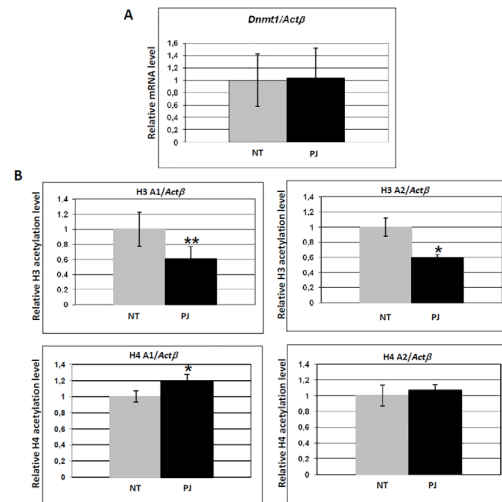 A
Dnmt1/Actβ
Relative mRNA level
1,6
1,4
1,2
1
0,8
0,6
0,4
0,2
0
NT PJ
B
H3 A1/Actβ
Relative H3 acetylation level
1,4
1,2
1
0,8
0,6
0,4
0,2
0
**
NT PJ
H3 A2/Actβ
Relative H3 acetylation level
1,4
1,2
1
0,8
0,6
0,4
0,2
0
*
NT PJ
H4 A1/Actβ
Relative H4 acetylation level
1,4
1,2
1
0,8
0,6
0,4
0,2
0
*
NT PJ
H4 A2/Actβ
Relative H4 acetylation level
1,4
1,2
1
0,8
0,6
0,4
0,2
0
NT PJ